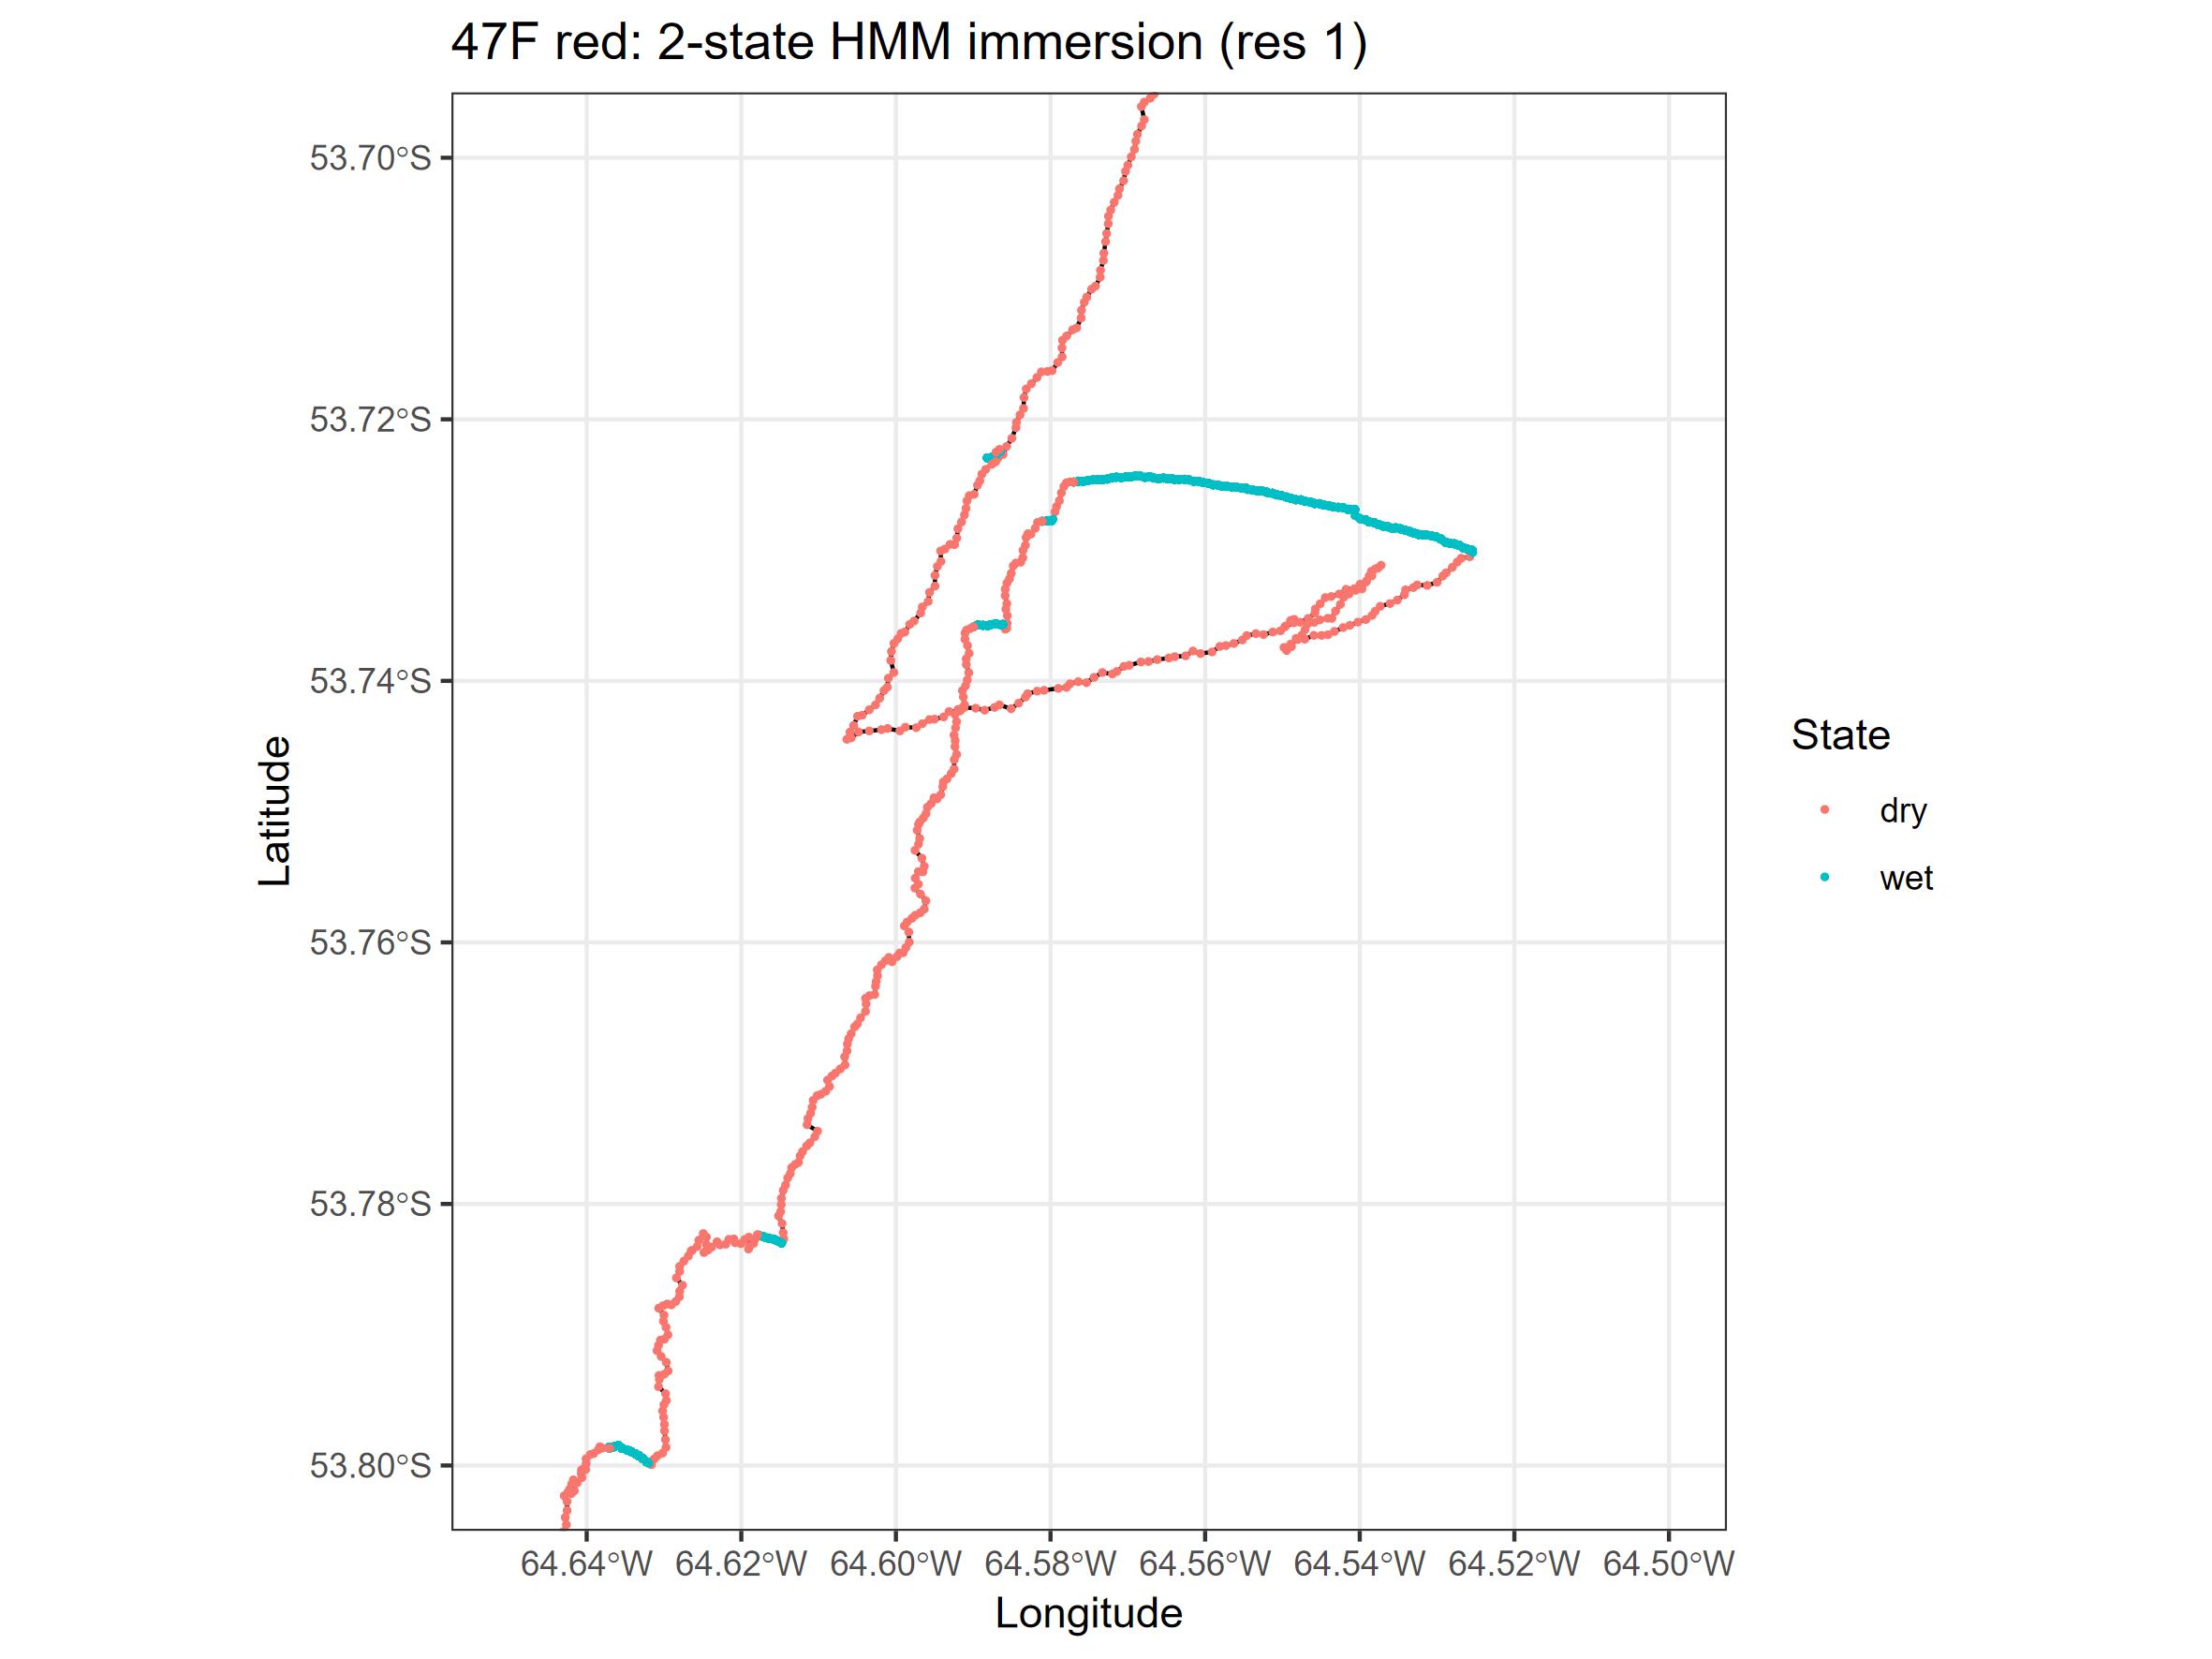 47F red: 2-state HMM immersion (res 1)
53.70°S
53.72°S
53.74°S
53.76°S
53.78°S
53.80°S
Latitude
64.64°W 64.62°W 64.60°W 64.58°W 64.56°W 64.54°W 64.52°W 64.50°W
Longitude
State
dry
wet